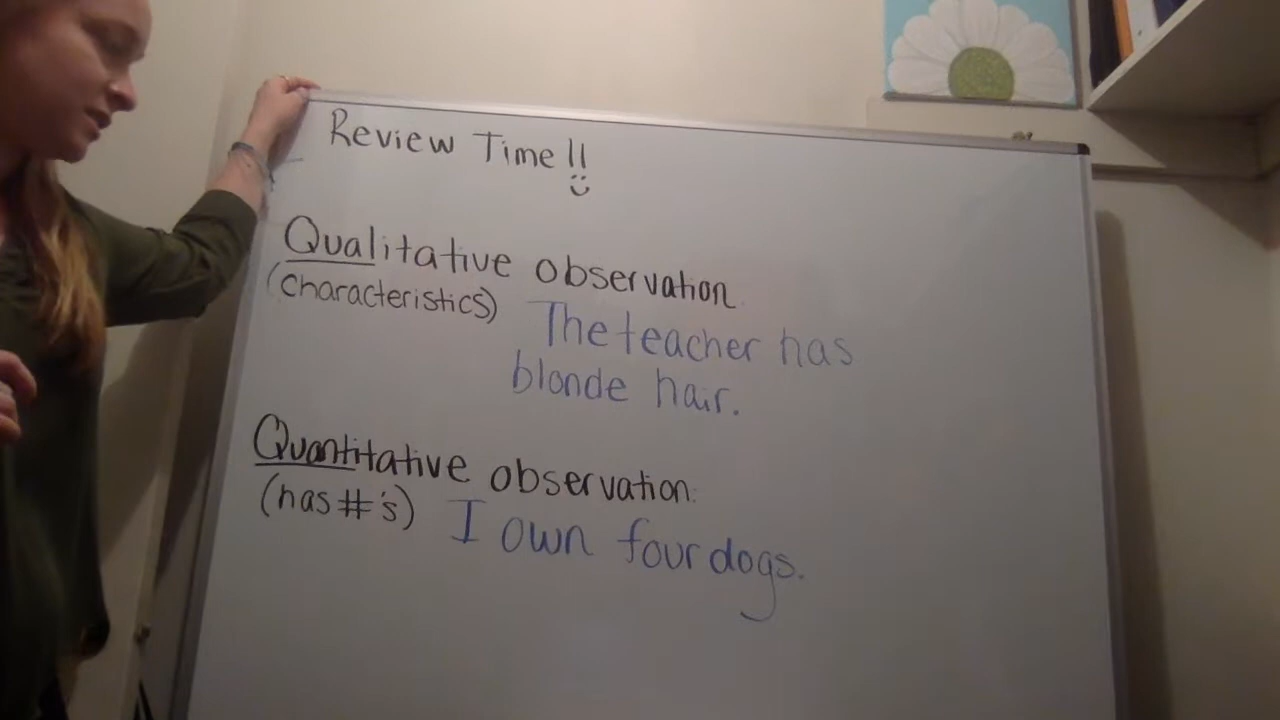 Review Time!!
Qualitative observation
(characteristics) The teacher has
blonde hair.
Quantitative observation:
(has #'s) I own four dogs.